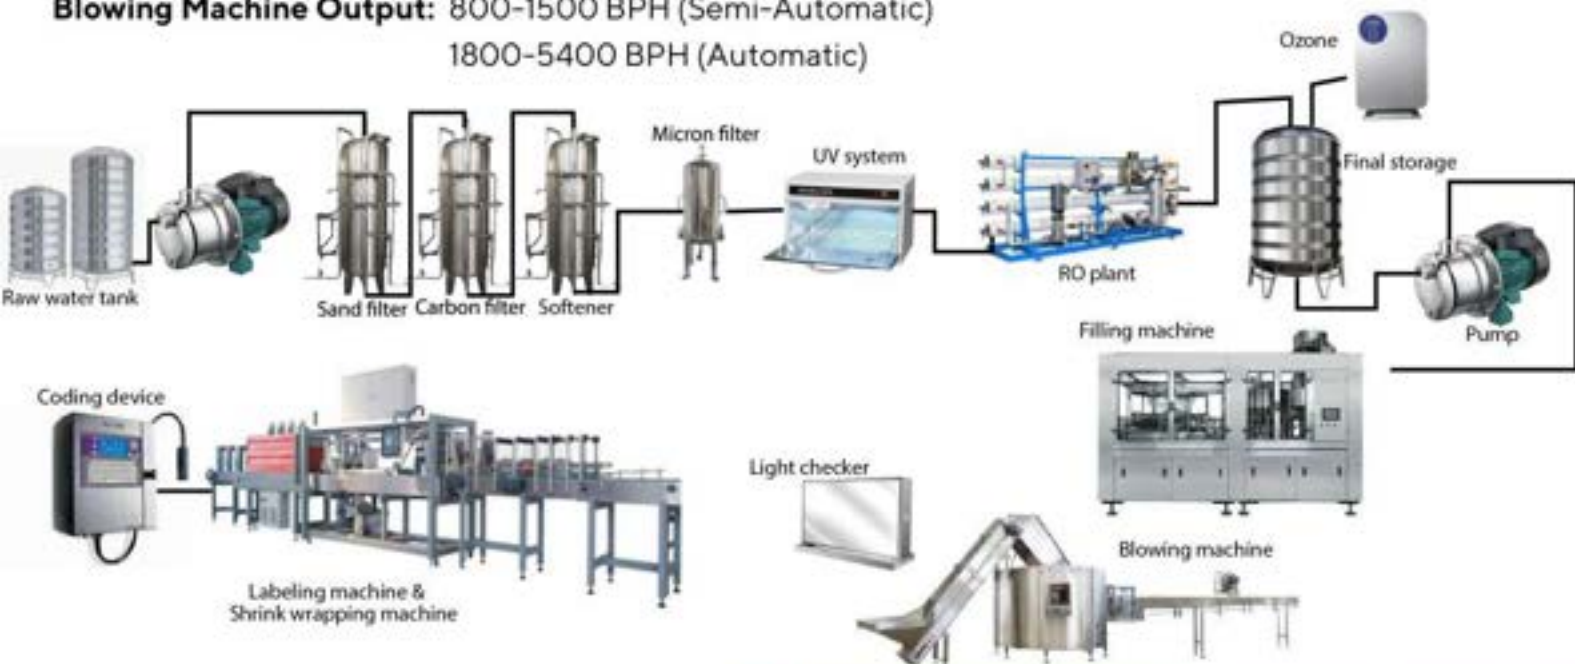 Blowing Machine Output: 800-1500 BPH (Semi-Automatic)
1800-5400 BPH (Automatic)
Ozone
Micron filter
UV system
Final storage
Raw water tank
Sand filter
Carbon filter
Softener
RO plant
Pump
Filling machine
Coding device
Light checker
Blowing machine
Labeling machine &
Shrink wrapping machine